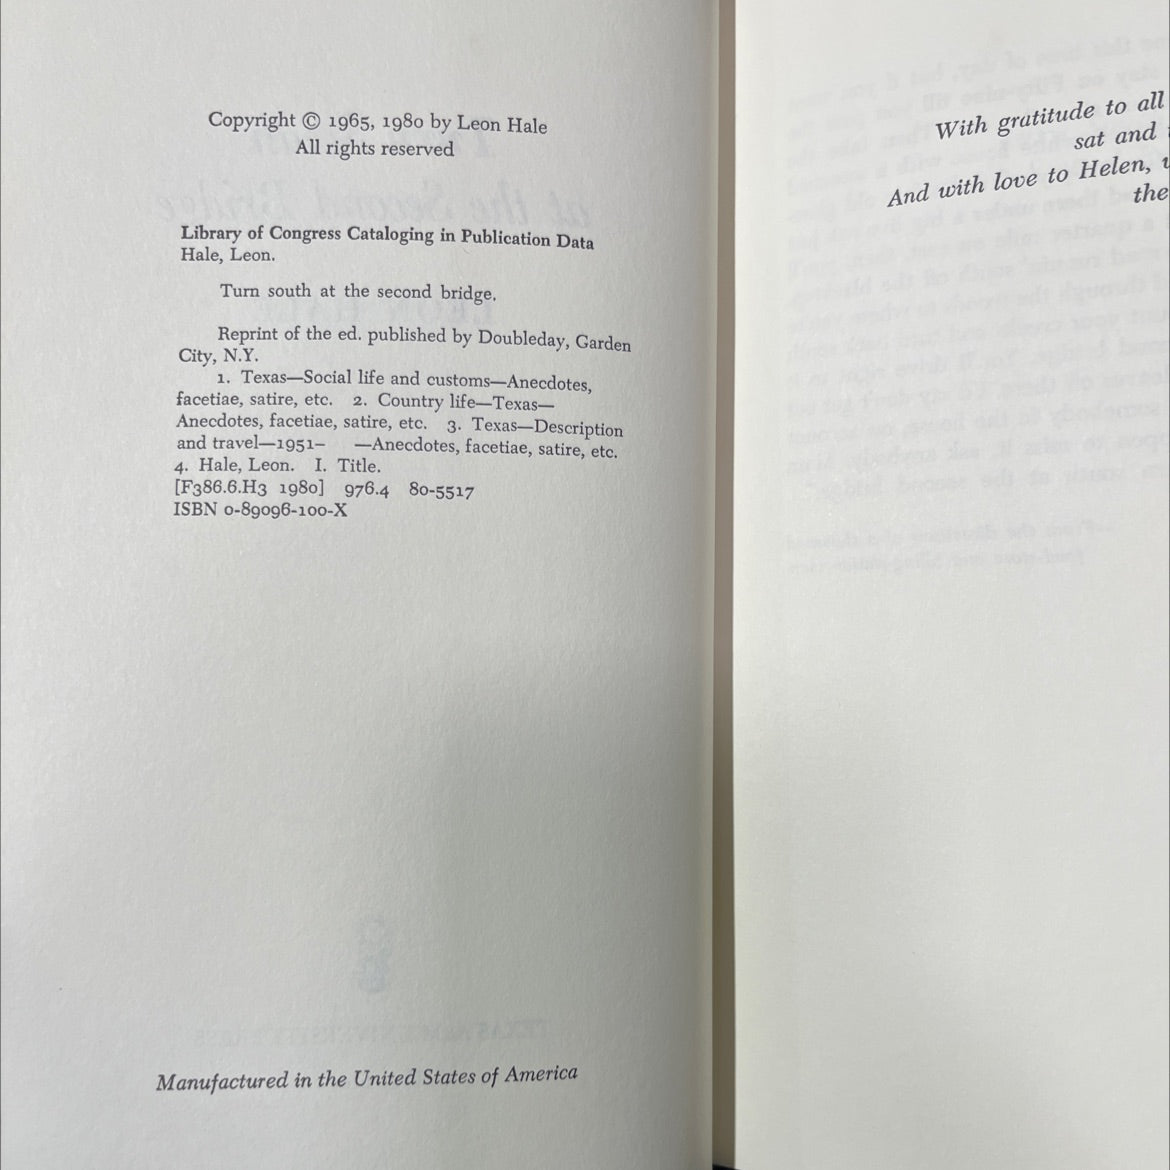 Copyright © 1965, 1980 by Leon Hale
All rights reserved
Library of Congress Cataloging in Publication Data
Hale, Leon.
Turn south at the second bridge.
Reprint of the ed. published by Doubleday, Garden
City, N.Y.
1. Texas—Social life and customs—Anecdotes,
facetiae, satire, etc. 2. Country life—Texas—
Anecdotes, facetiae, satire, etc. 3. Texas—Description
and travel—1951– —Anecdotes, facetiae, satire, etc.
4. Hale, Leon. I. Title.
[F386.6.H3 1980] 976.4 80-5517
ISBN 0-89096-100-X
Manufactured in the United States of America
With gratitude to all
sat and
And with love to Helen,
the